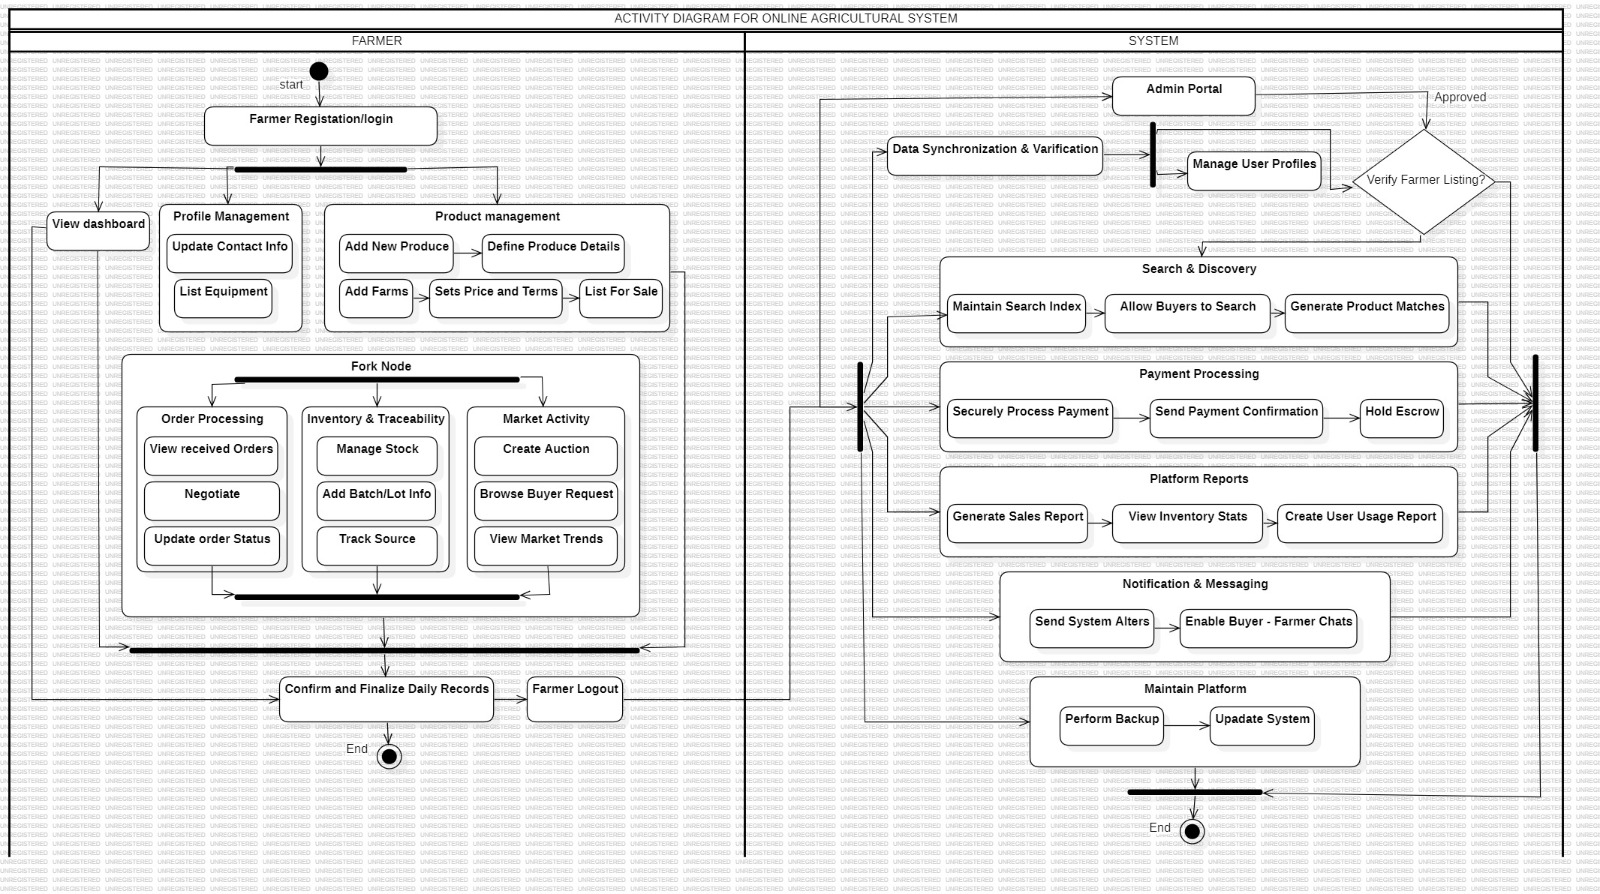 ACTIVITY DIAGRAM FOR ONLINE AGRICULTURAL SYSTEM
FARMER
SYSTEM
start
Farmer Registation/login
View dashboard
Profile Management
Update Contact Info
List Equipment
Product management
Add New Produce
Define Produce Details
Add Farms
Sets Price and Terms
List For Sale
Fork Node
Order Processing
View received Orders
Negotiate
Update order Status
Inventory & Traceability
Manage Stock
Add Batch/Lot Info
Track Source
Market Activity
Create Auction
Browse Buyer Request
View Market Trends
Confirm and Finalize Daily Records
Farmer Logout
End
Admin Portal
Approved
Data Synchronization & Varification
Manage User Profiles
Verify Farmer Listing?
Search & Discovery
Maintain Search Index
Allow Buyers to Search
Generate Product Matches
Payment Processing
Securely Process Payment
Send Payment Confirmation
Hold Escrow
Platform Reports
Generate Sales Report
View Inventory Stats
Create User Usage Report
Notification & Messaging
Send System Alters
Enable Buyer - Farmer Chats
Maintain Platform
Perform Backup
Upadate System
End
UNREGISTERED